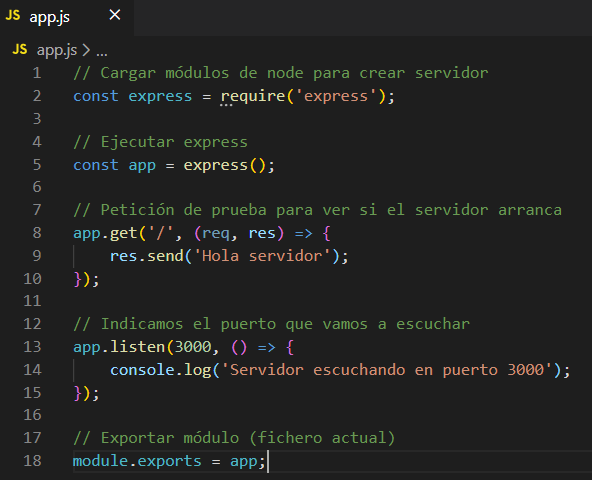 JS app.js ×
JS app.js > ...
1 // Cargar módulos de node para crear servidor
2 const express = require('express');
3
4 // Ejecutar express
5 const app = express();
6
7 // Petición de prueba para ver si el servidor arranca
8 app.get('/', (req, res) => {
9     res.send('Hola servidor');
10 });
11
12 // Indicamos el puerto que vamos a escuchar
13 app.listen(3000, () => {
14     console.log('Servidor escuchando en puerto 3000');
15 });
16
17 // Exportar módulo (fichero actual)
18 module.exports = app;